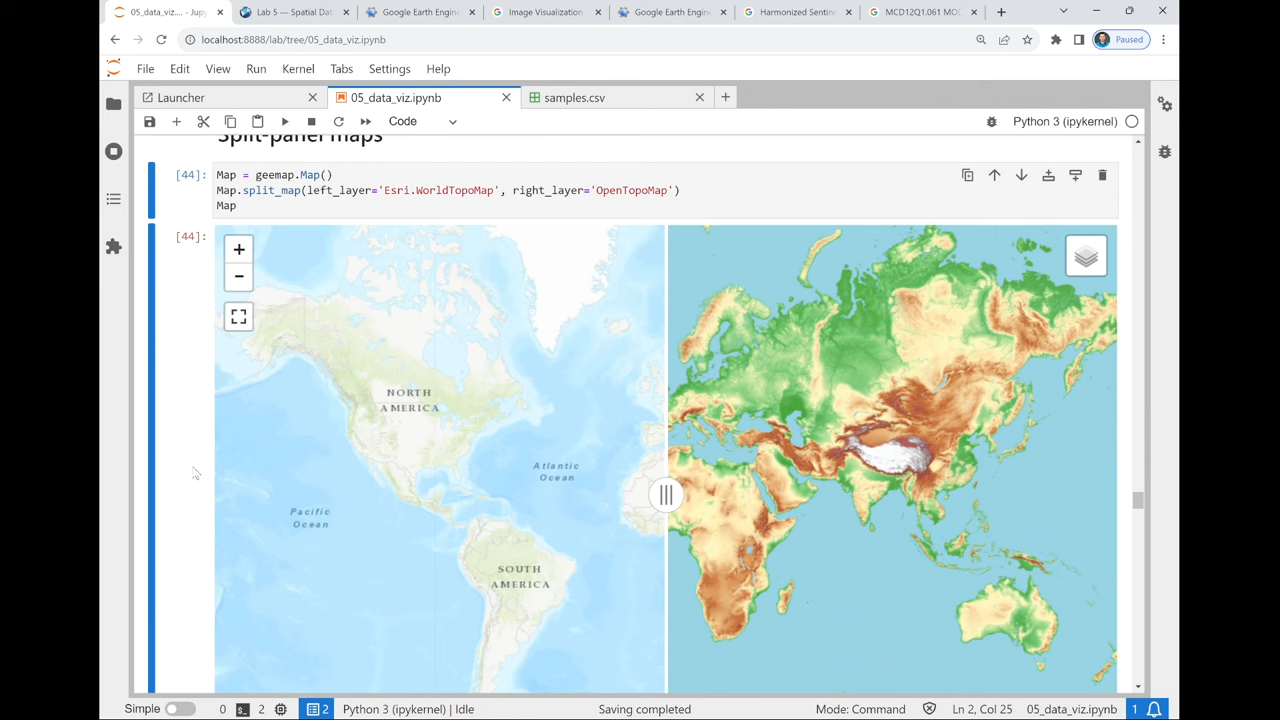 05_data_viz.... - Jupy
Lab 5 — Spatial Dat
Google Earth Engin
Image Visualization
Google Earth Engin
Harmonized Sentine
MCD12Q1.061 MOD
localhost:8888/lab/tree/05_data_viz.ipynb
Paused
File Edit View Run Kernel Tabs Settings Help
Launcher
05_data_viz.ipynb
samples.csv
Code
Python 3 (ipykernel)
Split-panel maps
[44]:
Map = geemap.Map()
Map.split_map(left_layer='Esri.WorldTopoMap', right_layer='OpenTopoMap')
Map
[44]:
+
−
NORTH
AMERICA
Atlantic
Ocean
Pacific
Ocean
SOUTH
AMERICA
Simple 0 2 2 Python 3 (ipykernel) | Idle Saving completed Mode: Command Ln 2, Col 25 05_data_viz.ipynb 1